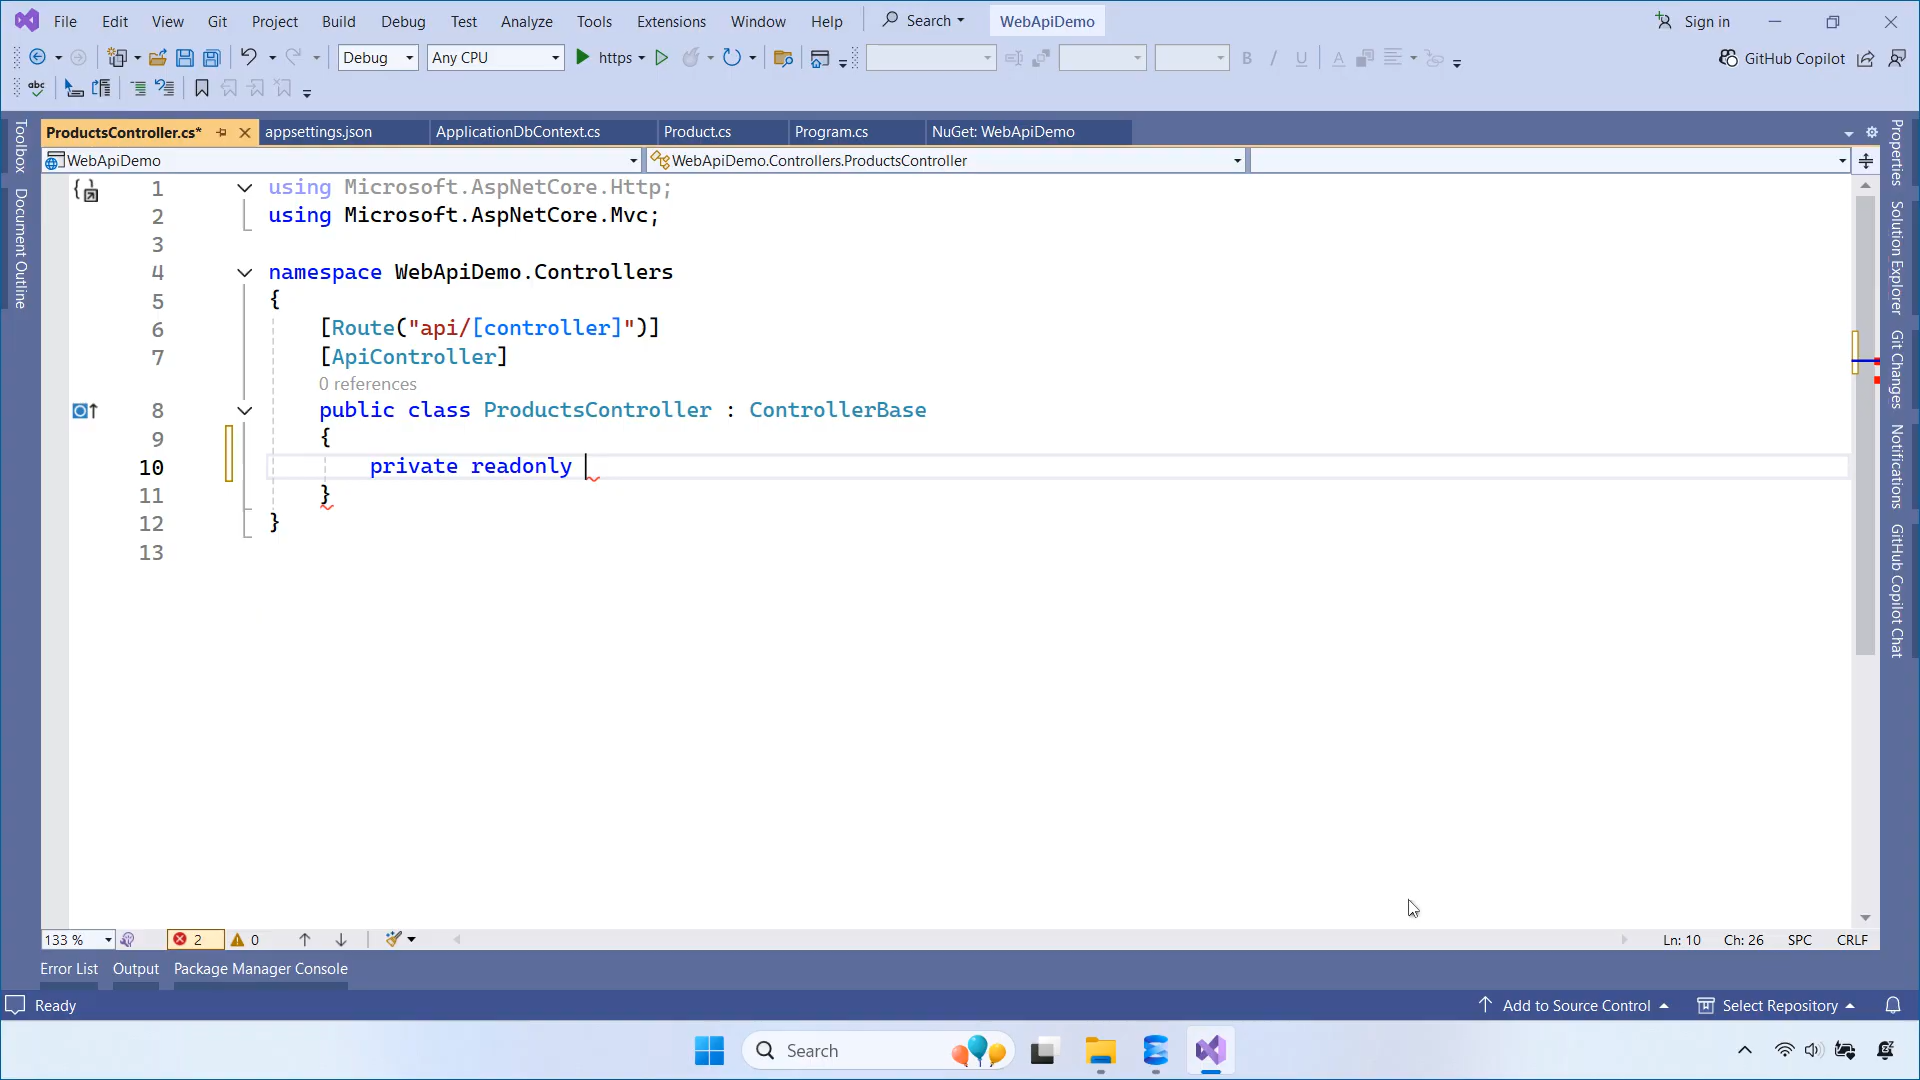 File Edit View Git Project Build Debug Test Analyze Tools Extensions Window Help Search WebApiDemo Sign in
Debug Any CPU https GitHub Copilot
abc
ProductsController.cs* appsettings.json ApplicationDbContext.cs Product.cs Program.cs NuGet: WebApiDemo
WebApiDemo WebApiDemo.Controllers.ProductsController
Toolbox
Document Outline
1 using Microsoft.AspNetCore.Http;
2 using Microsoft.AspNetCore.Mvc;
3
4 namespace WebApiDemo.Controllers
5 {
6 [Route("api/[controller]")]
7 [ApiController]
0 references
8 public class ProductsController : ControllerBase
9 {
10 private readonly
11 }
12 }
13
Properties
Solution Explorer
Git Changes
Notifications
GitHub Copilot Chat
133 % 2 0 Ln: 10 Ch: 26 SPC CRLF
Error List Output Package Manager Console
Ready Add to Source Control Select Repository
Search